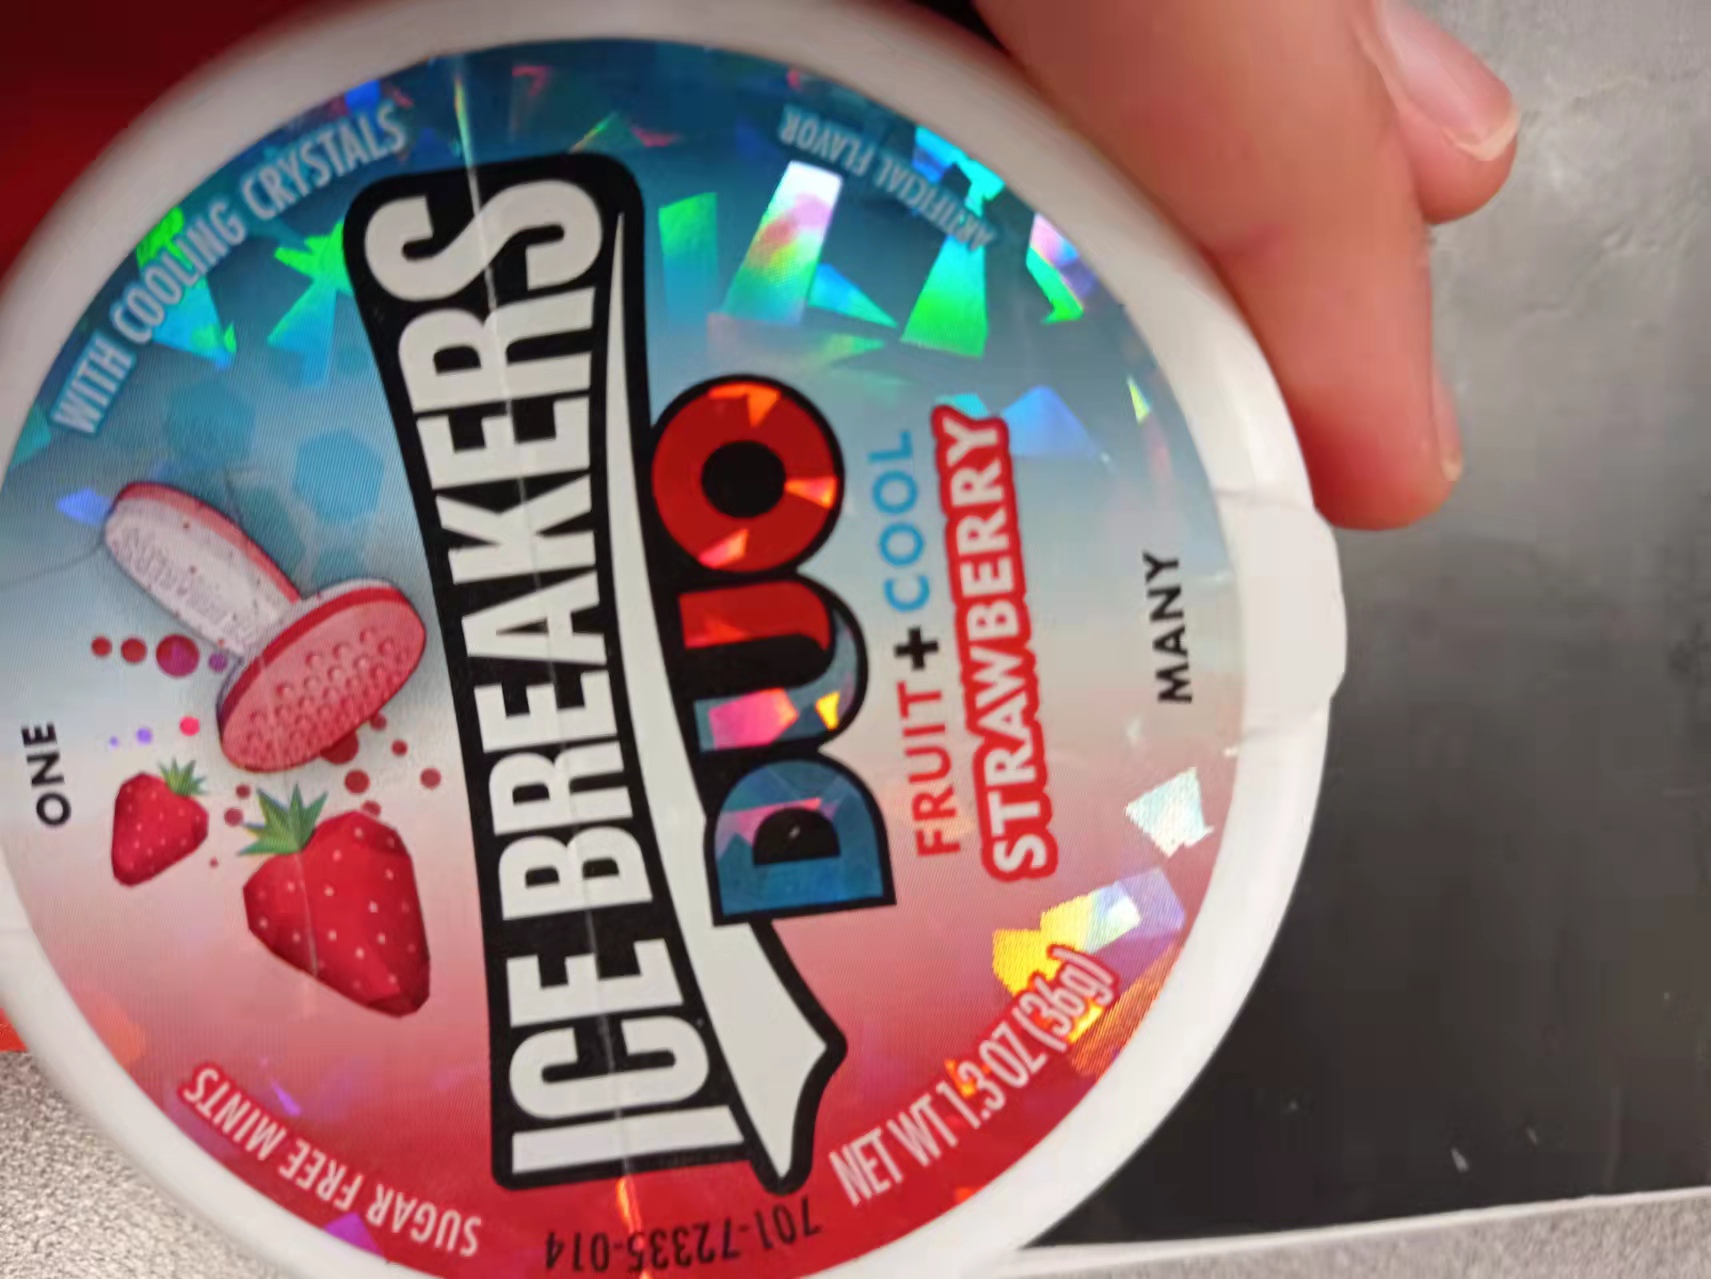 ONE
WITH COOLING CRYSTALS
SUGAR FREE MINTS
ICE BREAKERS
DUO
FRUIT + COOL
STRAWBERRY
ARTIFICIAL FLAVOR
MANY
NET WT 1.3 OZ (36g)
701-72335-014